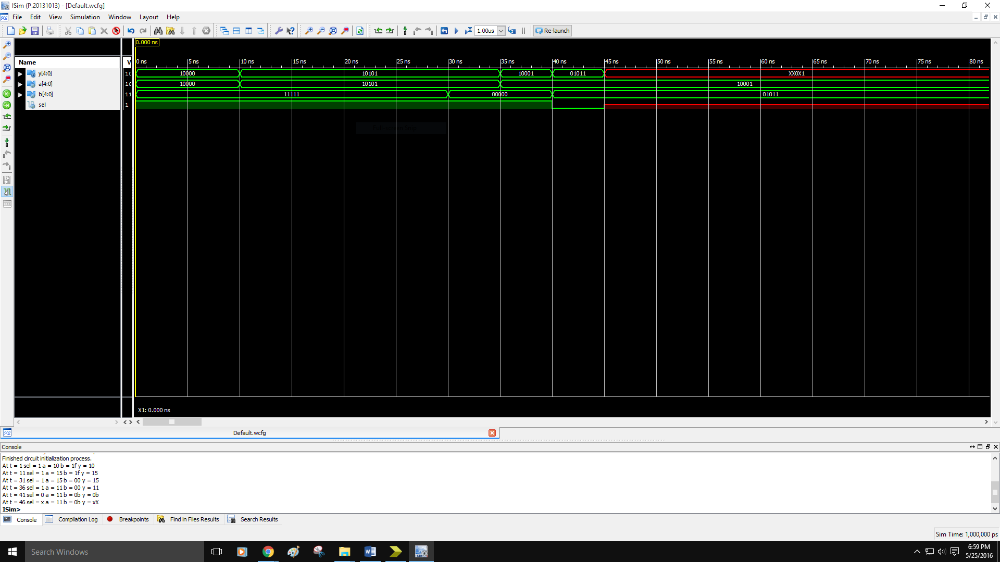 ISim (P.20131013) - [Default.wcfg]
File Edit View Simulation Window Layout Help
1.00us Re-launch
0.000 ns
Name V 0 ns 5 ns 10 ns 15 ns 20 ns 25 ns 30 ns 35 ns 40 ns 45 ns 50 ns 55 ns 60 ns 65 ns 70 ns 75 ns 80 ns
y[4:0] 10000 10101 10001 01011 XX0X1
a[4:0] 10000 10101 10001
b[4:0] 11 11111 00000 01011
sel 1
Full-screen Snip
X1: 0.000 ns
Default.wcfg
Console
Finished circuit initialization process.
At t = 1 sel = 1 a = 10 b = 1f y = 10
At t = 11 sel = 1 a = 15 b = 1f y = 15
At t = 31 sel = 1 a = 15 b = 00 y = 15
At t = 36 sel = 1 a = 11 b = 00 y = 11
At t = 41 sel = 0 a = 11 b = 0b y = 0b
At t = 46 sel = x a = 11 b = 0b y = xX
ISim>
Console Compilation Log Breakpoints Find in Files Results Search Results
Sim Time: 1,000,000 ps
Search Windows
6:59 PM
5/25/2016